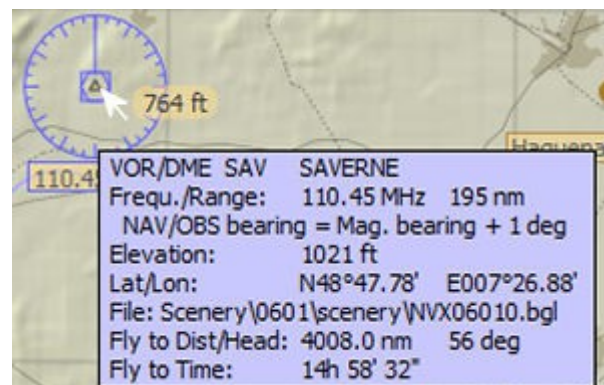 764 ft
Haguena
110.4
VOR/DME SAV SAVERNE
Frequ./Range: 110.45 MHz 195 nm
NAV/OBS bearing = Mag. bearing + 1 deg
Elevation: 1021 ft
Lat/Lon: N48°47.78' E007°26.88'
File: Scenery\0601\scenery\NVX06010.bgl
Fly to Dist/Head: 4008.0 nm 56 deg
Fly to Time: 14h 58' 32"